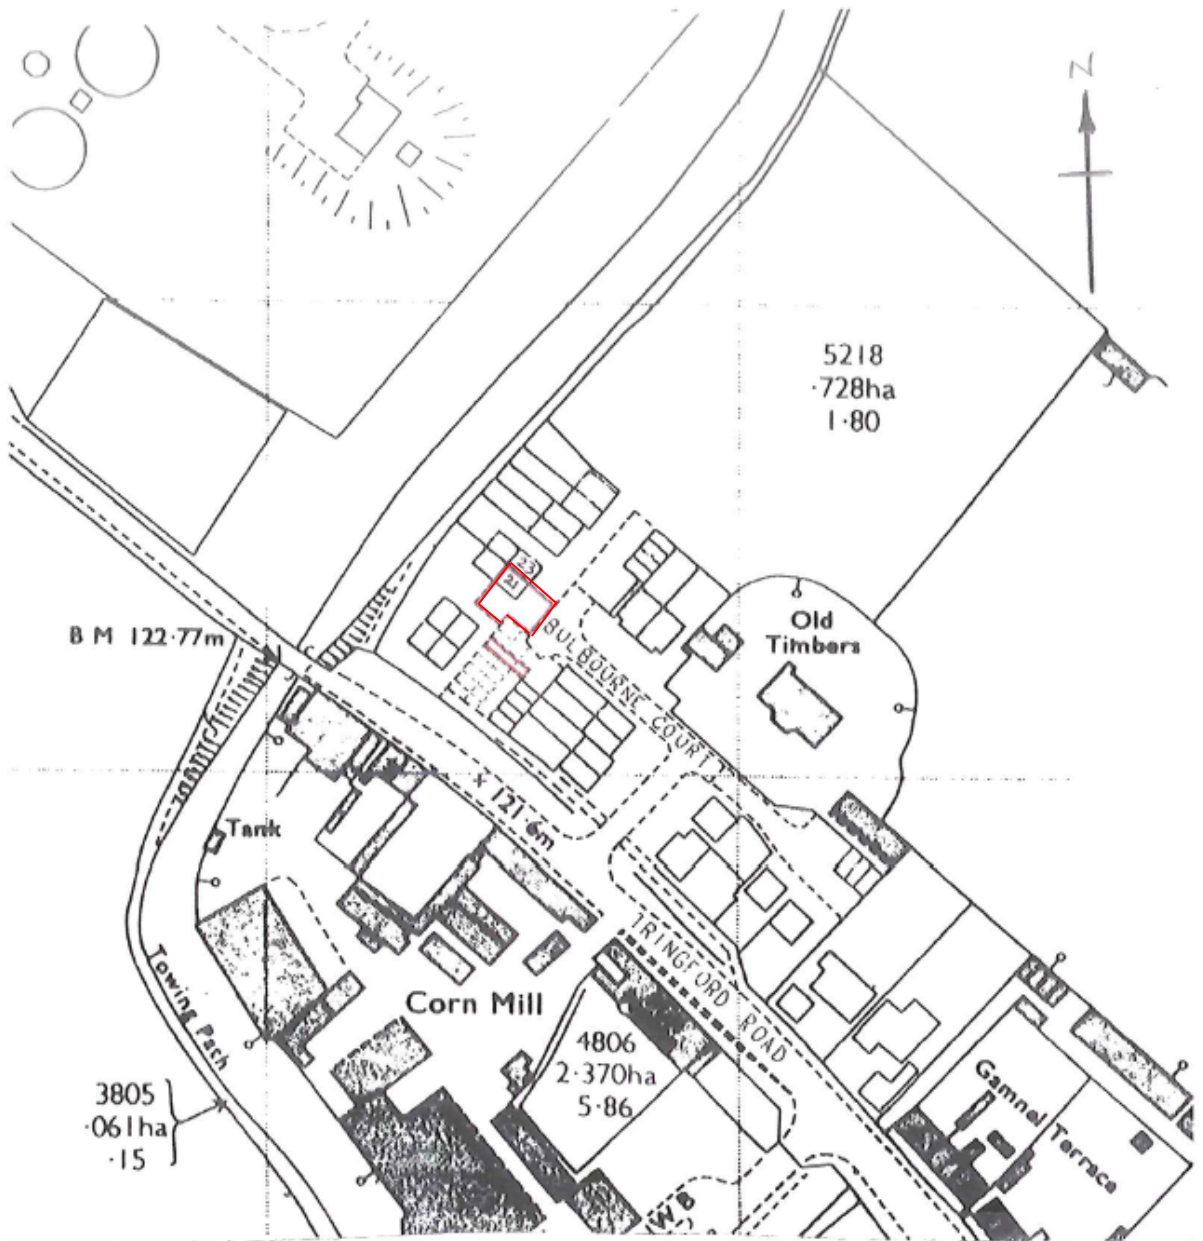 N
5218
·728ha
1·80
23
21
B M 122·77m
Old
Timbers
BULBOURNE COURT
121·6m
Tank
TRINGFORD ROAD
Corn Mill
Towing Path
4806
2·370ha
5·86
Gamnel Terrace
3805
·061ha
·15
WB